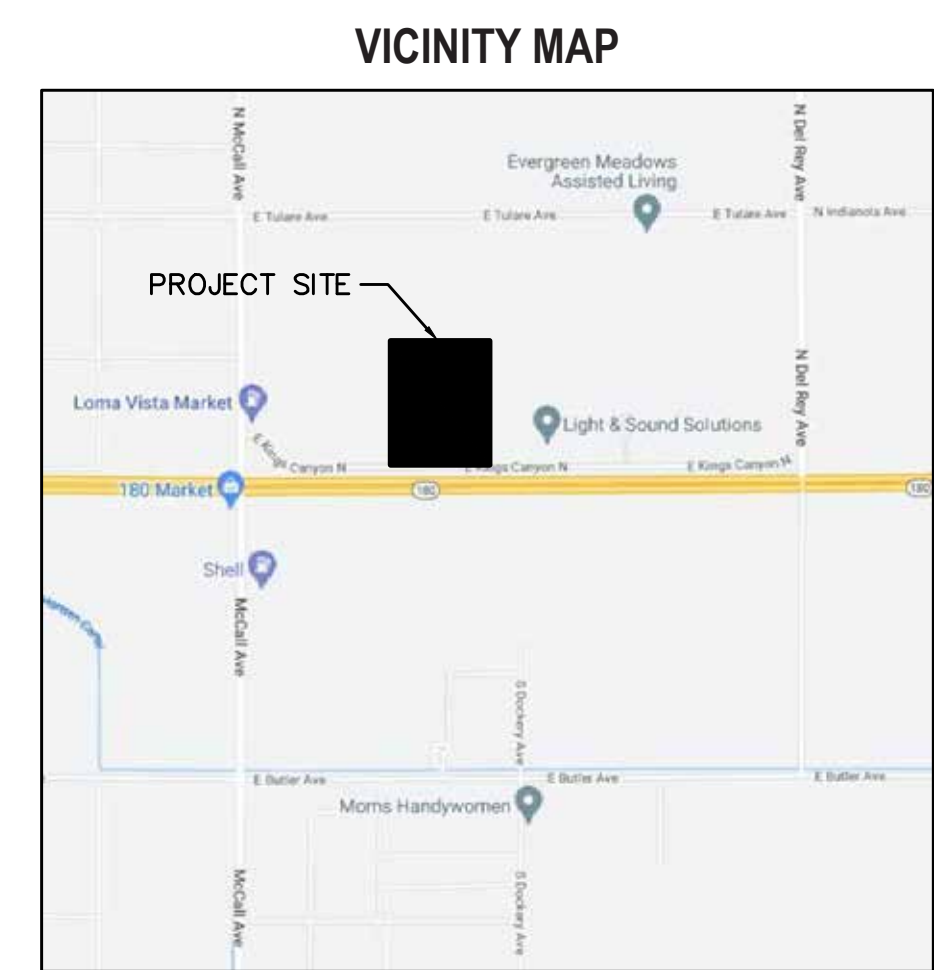 VICINITY MAP
N McCall Ave
N Del Rey Ave
Evergreen Meadows
Assisted Living
E Tulare Ave
E Tulare Ave
E Tulare Ave
N Indianola Ave
PROJECT SITE
N Del Rey Ave
Loma Vista Market
Light & Sound Solutions
E Kings Canyon N
E Kings Canyon N
E Kings Canyon N
180 Market
180
180
Shell
McCall Ave
S Dockery Ave
E Butler Ave
E Butler Ave
E Butler Ave
Moms Handywomen
McCall Ave
S Dockery Ave